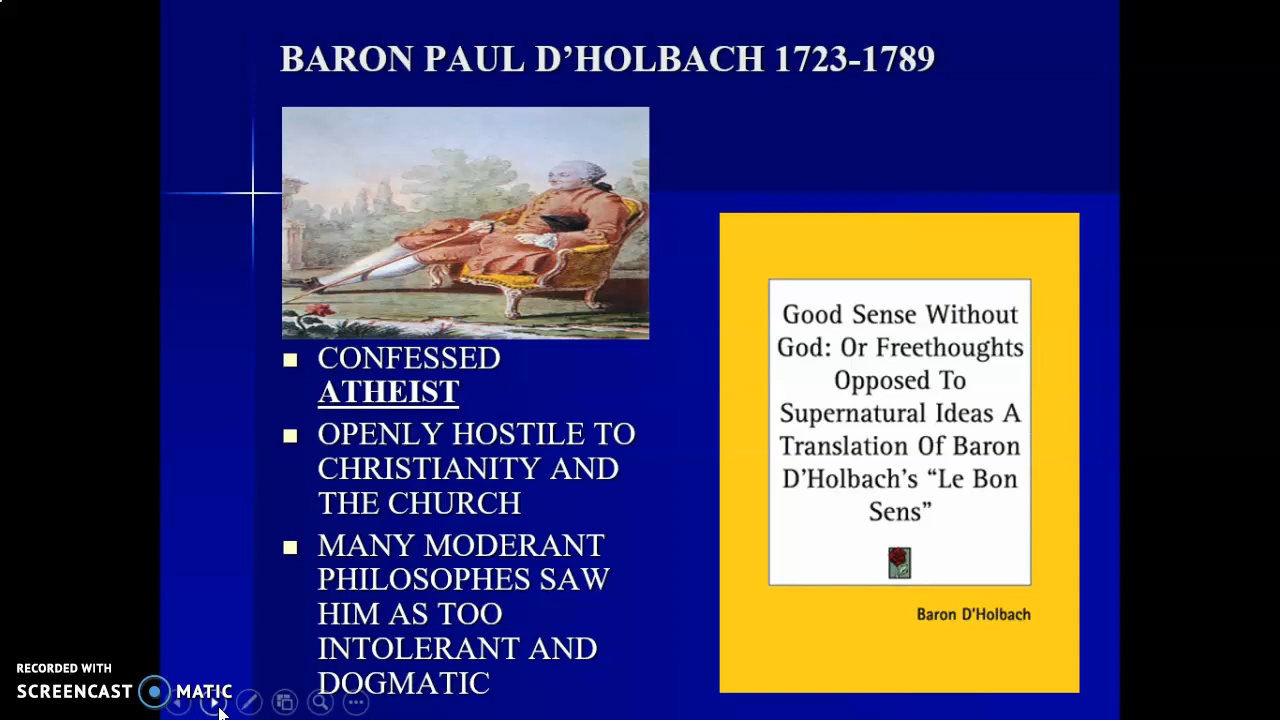 BARON PAUL D’HOLBACH 1723-1789
CONFESSED
ATHEIST
OPENLY HOSTILE TO
CHRISTIANITY AND
THE CHURCH
MANY MODERANT
PHILOSOPHES SAW
HIM AS TOO
INTOLERANT AND
DOGMATIC
Good Sense Without
God: Or Freethoughts
Opposed To
Supernatural Ideas A
Translation Of Baron
D’Holbach’s “Le Bon
Sens”
Baron D’Holbach
RECORDED WITH
SCREENCAST MATIC